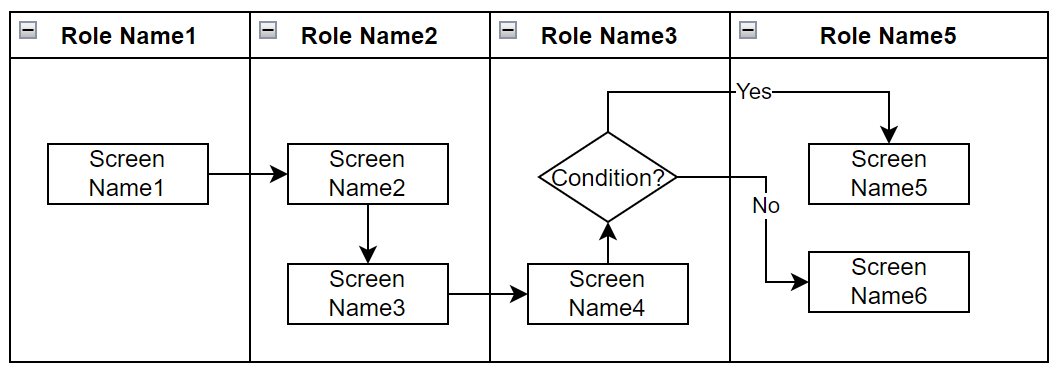 Role Name1
Role Name2
Role Name3
Role Name5
Screen
Name1
Screen
Name2
Screen
Name3
Screen
Name4
Condition?
Yes
No
Screen
Name5
Screen
Name6